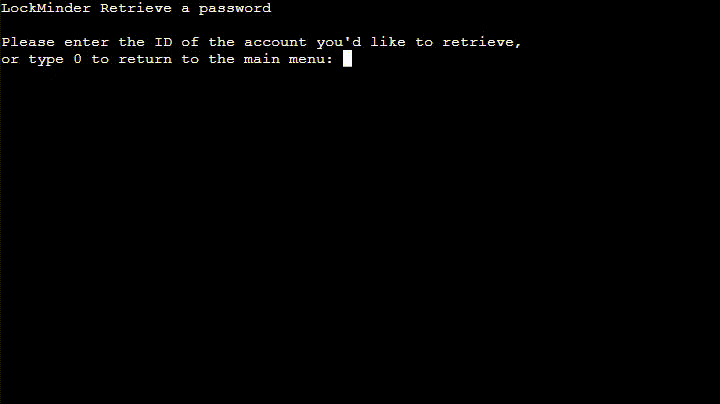 LockMinder Retrieve a password
Please enter the ID of the account you'd like to retrieve,
or type 0 to return to the main menu: